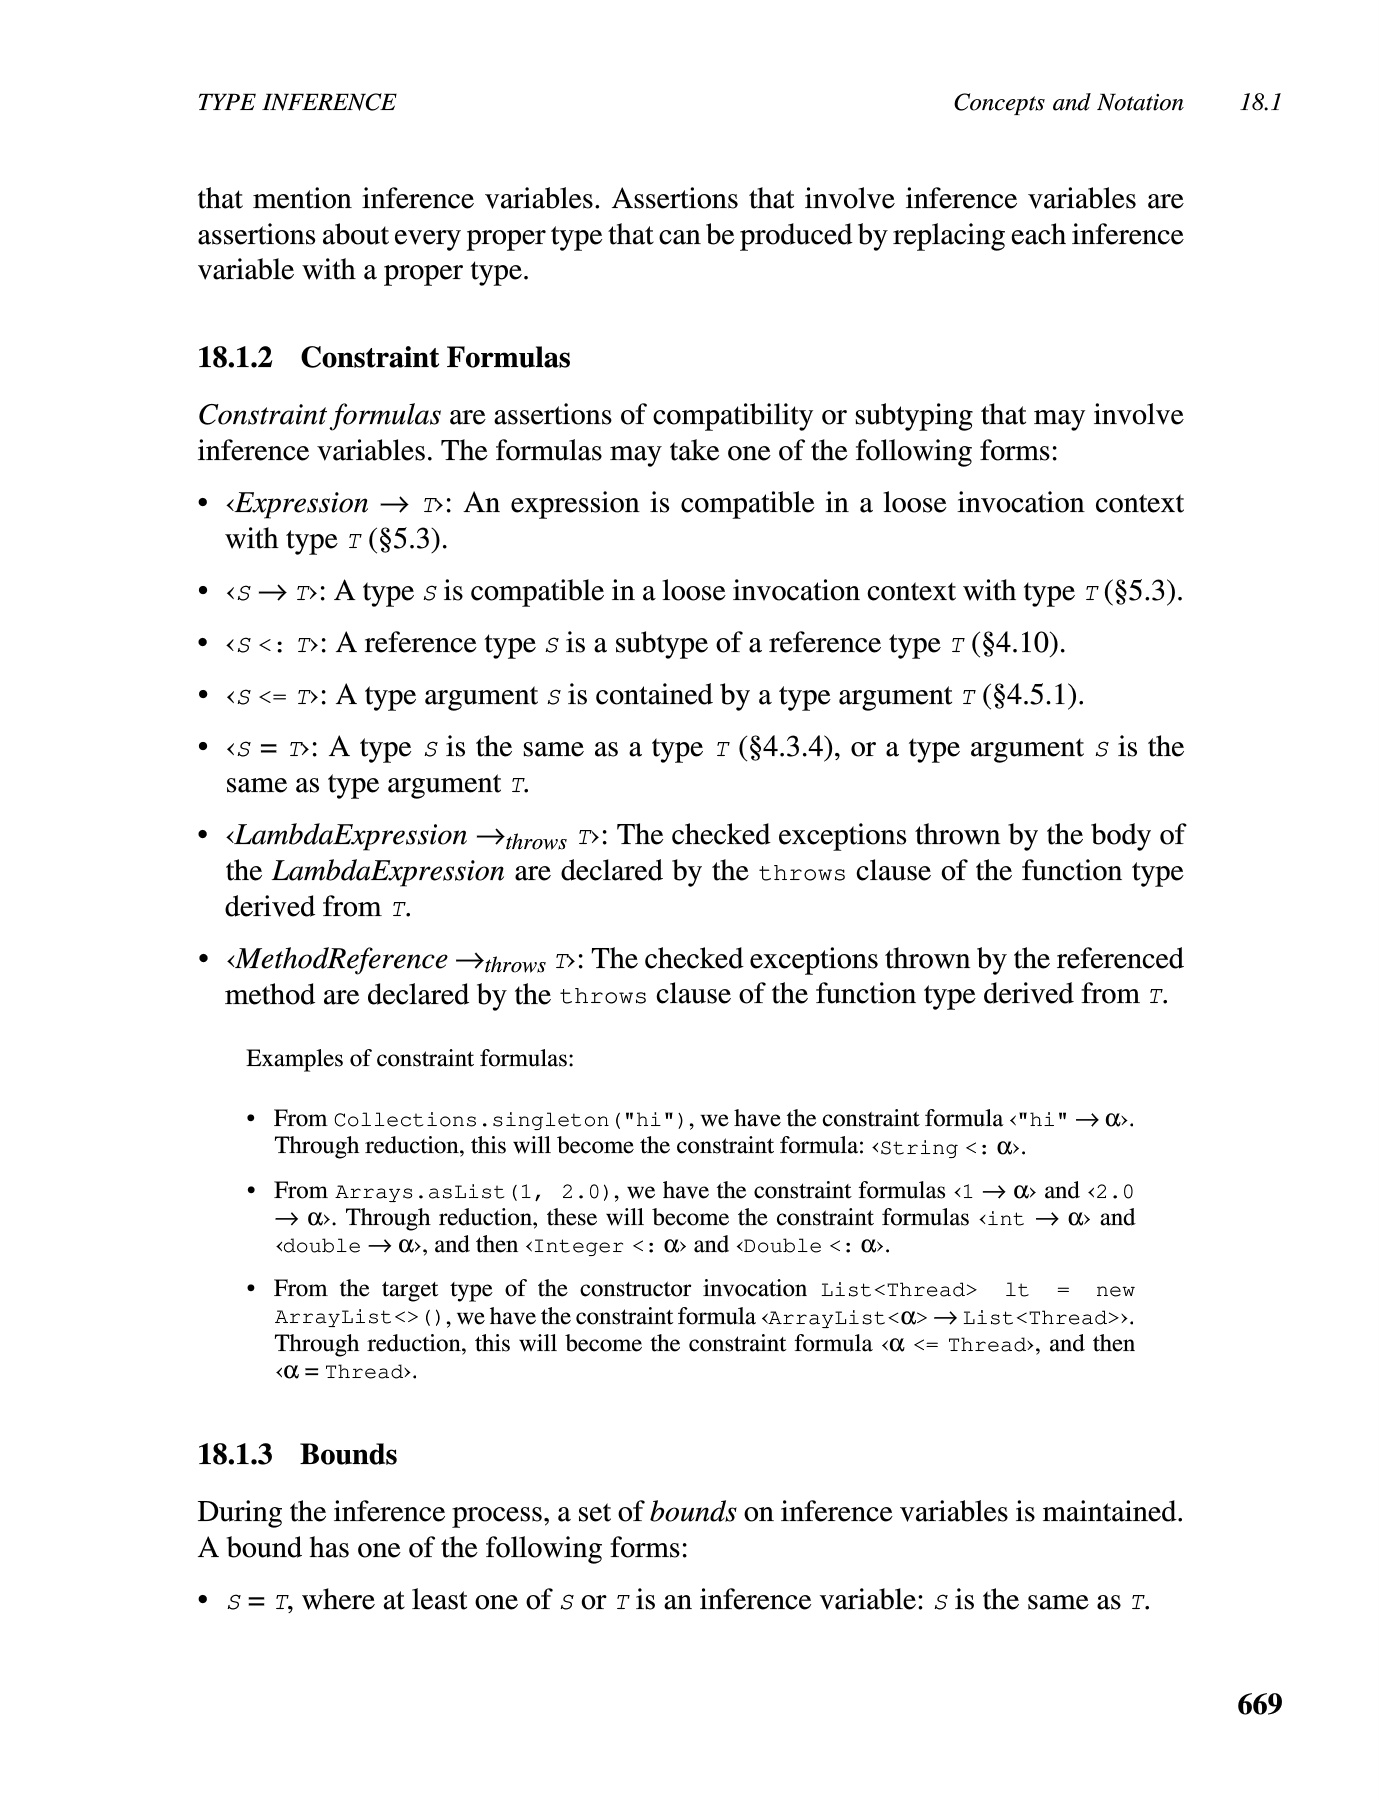 TYPE INFERENCE Concepts and Notation 18.1
that mention inference variables. Assertions that involve inference variables are
assertions about every proper type that can be produced by replacing each inference
variable with a proper type.
18.1.2 Constraint Formulas
Constraint formulas are assertions of compatibility or subtyping that may involve
inference variables. The formulas may take one of the following forms:
• ‹Expression → T›: An expression is compatible in a loose invocation context
with type T (§5.3).
• ‹S → T›: A type S is compatible in a loose invocation context with type T (§5.3).
• ‹S <: T›: A reference type S is a subtype of a reference type T (§4.10).
• ‹S <= T›: A type argument S is contained by a type argument T (§4.5.1).
• ‹S = T›: A type S is the same as a type T (§4.3.4), or a type argument S is the
same as type argument T.
• ‹LambdaExpression →throws T›: The checked exceptions thrown by the body of
the LambdaExpression are declared by the throws clause of the function type
derived from T.
• ‹MethodReference →throws T›: The checked exceptions thrown by the referenced
method are declared by the throws clause of the function type derived from T.
Examples of constraint formulas:
• From Collections.singleton("hi"), we have the constraint formula ‹"hi" → α›.
Through reduction, this will become the constraint formula: ‹String <: α›.
• From Arrays.asList(1, 2.0), we have the constraint formulas ‹1 → α› and ‹2.0
→ α›. Through reduction, these will become the constraint formulas ‹int → α› and
‹double → α›, and then ‹Integer <: α› and ‹Double <: α›.
• From the target type of the constructor invocation List<Thread> lt = new
ArrayList<>(), we have the constraint formula ‹ArrayList<α> → List<Thread>›.
Through reduction, this will become the constraint formula ‹α <= Thread›, and then
‹α = Thread›.
18.1.3 Bounds
During the inference process, a set of bounds on inference variables is maintained.
A bound has one of the following forms:
• S = T, where at least one of S or T is an inference variable: S is the same as T.
669